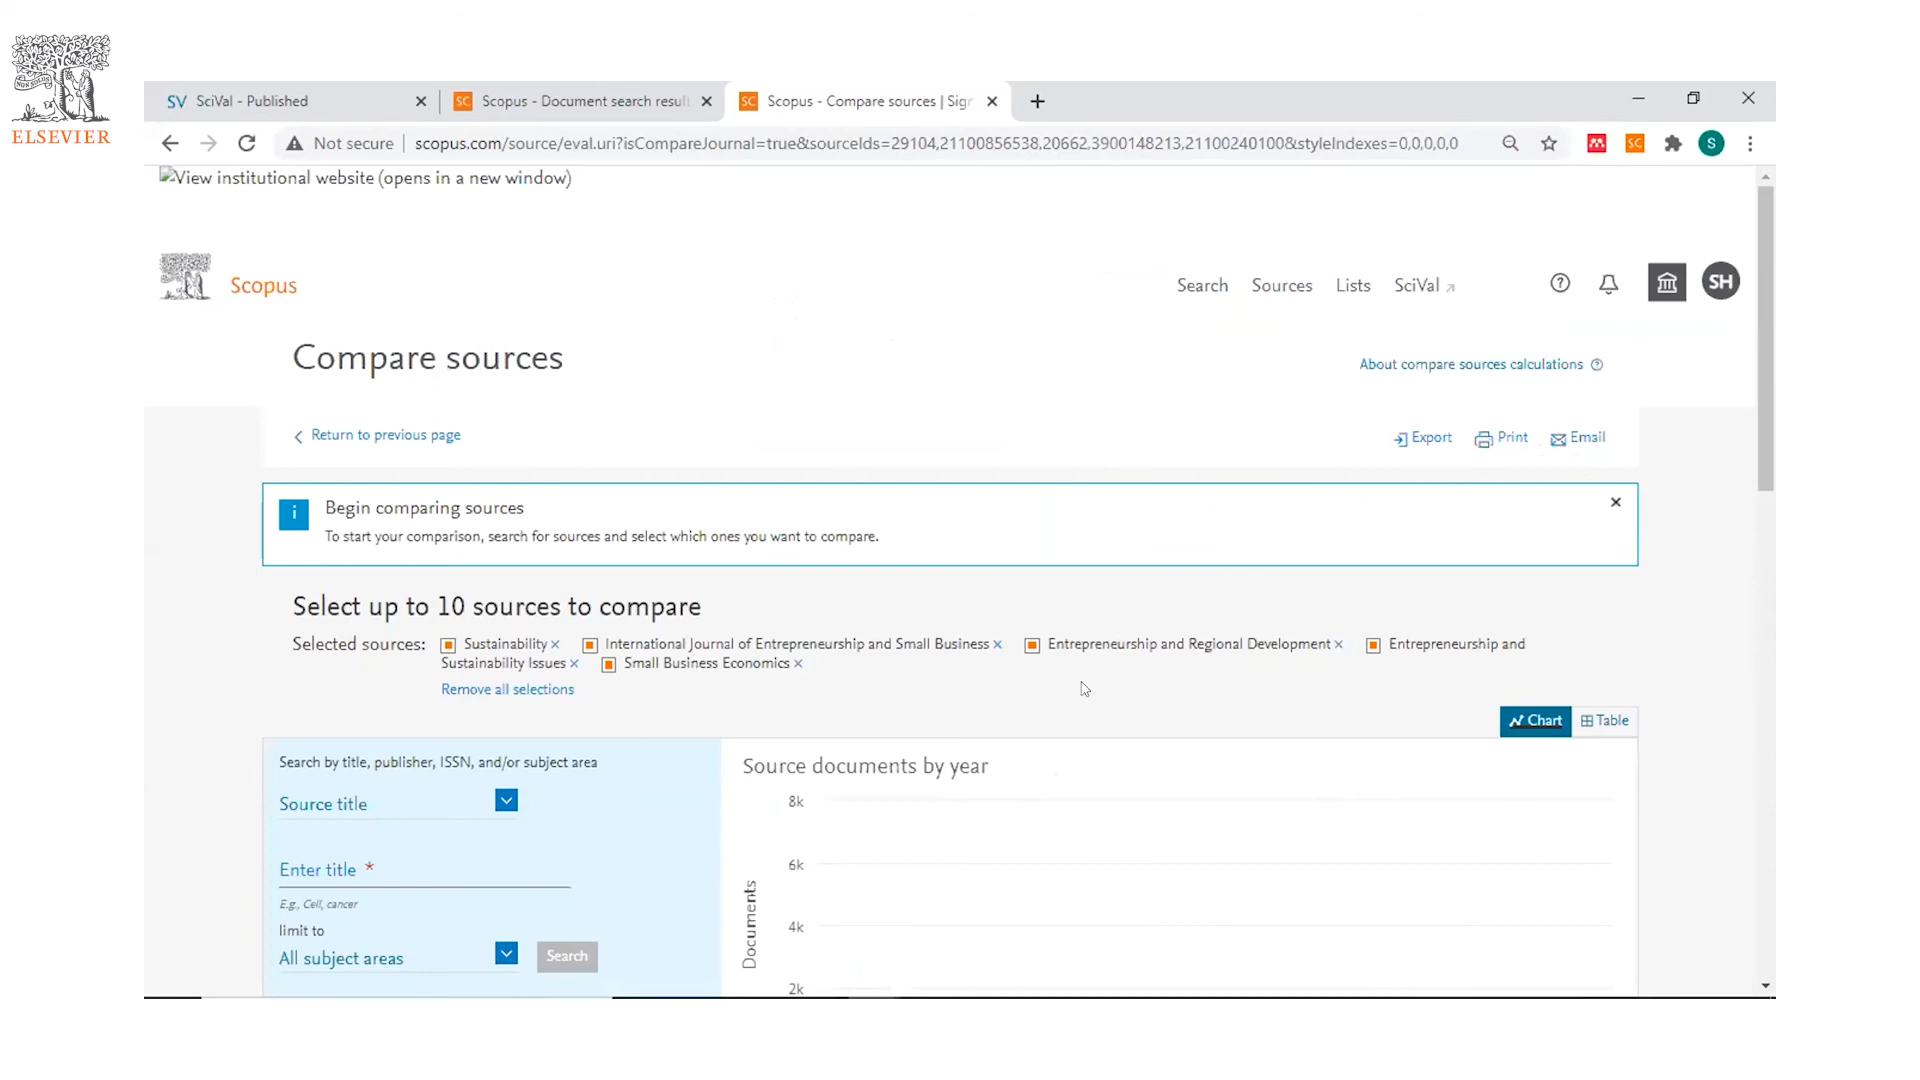 NON SOLUS
ELSEVIER
SV SciVal - Published
SC Scopus - Document search result
SC Scopus - Compare sources | Sign
Not secure scopus.com/source/eval.uri?isCompareJournal=true&sourceIds=29104,21100856538,20662,3900148213,21100240100&styleIndexes=0,0,0,0,0
SC
S
View institutional website (opens in a new window)
Scopus
Search Sources Lists SciVal
SH
Compare sources
About compare sources calculations
Return to previous page
Export Print Email
i Begin comparing sources
To start your comparison, search for sources and select which ones you want to compare.
Select up to 10 sources to compare
Selected sources: Sustainability × International Journal of Entrepreneurship and Small Business × Entrepreneurship and Regional Development × Entrepreneurship and
Sustainability Issues × Small Business Economics ×
Remove all selections
Chart Table
Search by title, publisher, ISSN, and/or subject area
Source title
Enter title *
E.g., Cell, cancer
limit to
All subject areas
Search
Source documents by year
8k
6k
4k
2k
Documents